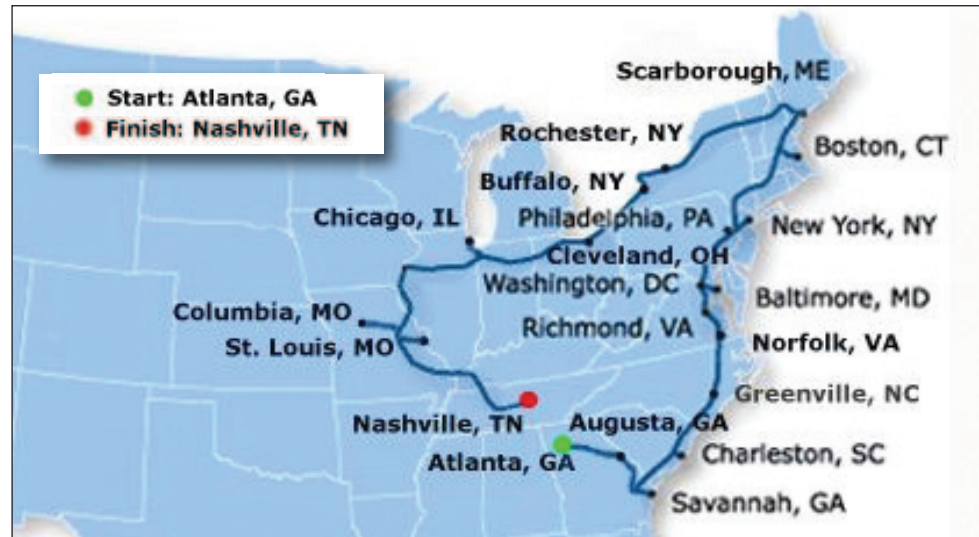 Start: Atlanta, GA
Finish: Nashville, TN
Scarborough, ME
Rochester, NY
Boston, CT
Buffalo, NY
Chicago, IL
Philadelphia, PA
New York, NY
Cleveland, OH
Washington, DC
Baltimore, MD
Columbia, MO
Richmond, VA
St. Louis, MO
Norfolk, VA
Greenville, NC
Nashville, TN
Augusta, GA
Atlanta, GA
Charleston, SC
Savannah, GA